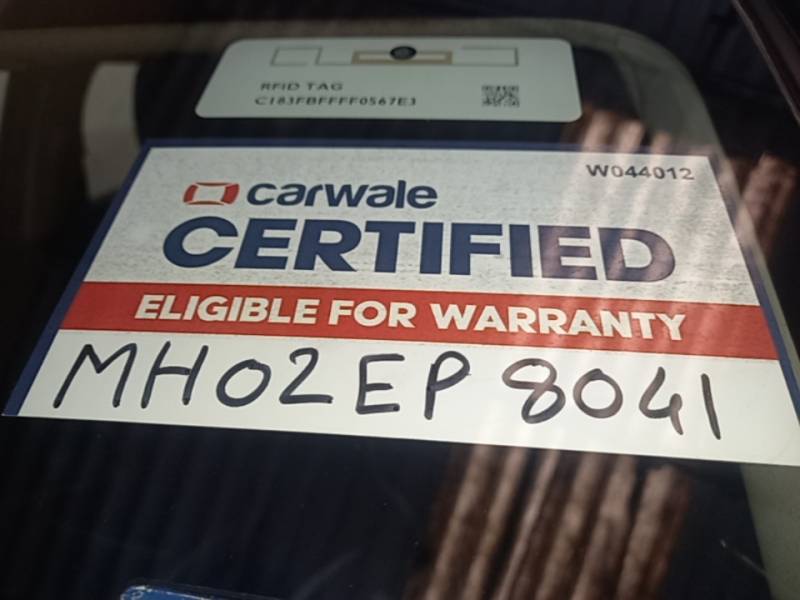 RFID TAG
C183FBFFFF0567E3
W044012
carwale
CERTIFIED
ELIGIBLE FOR WARRANTY
MH02EP 8041